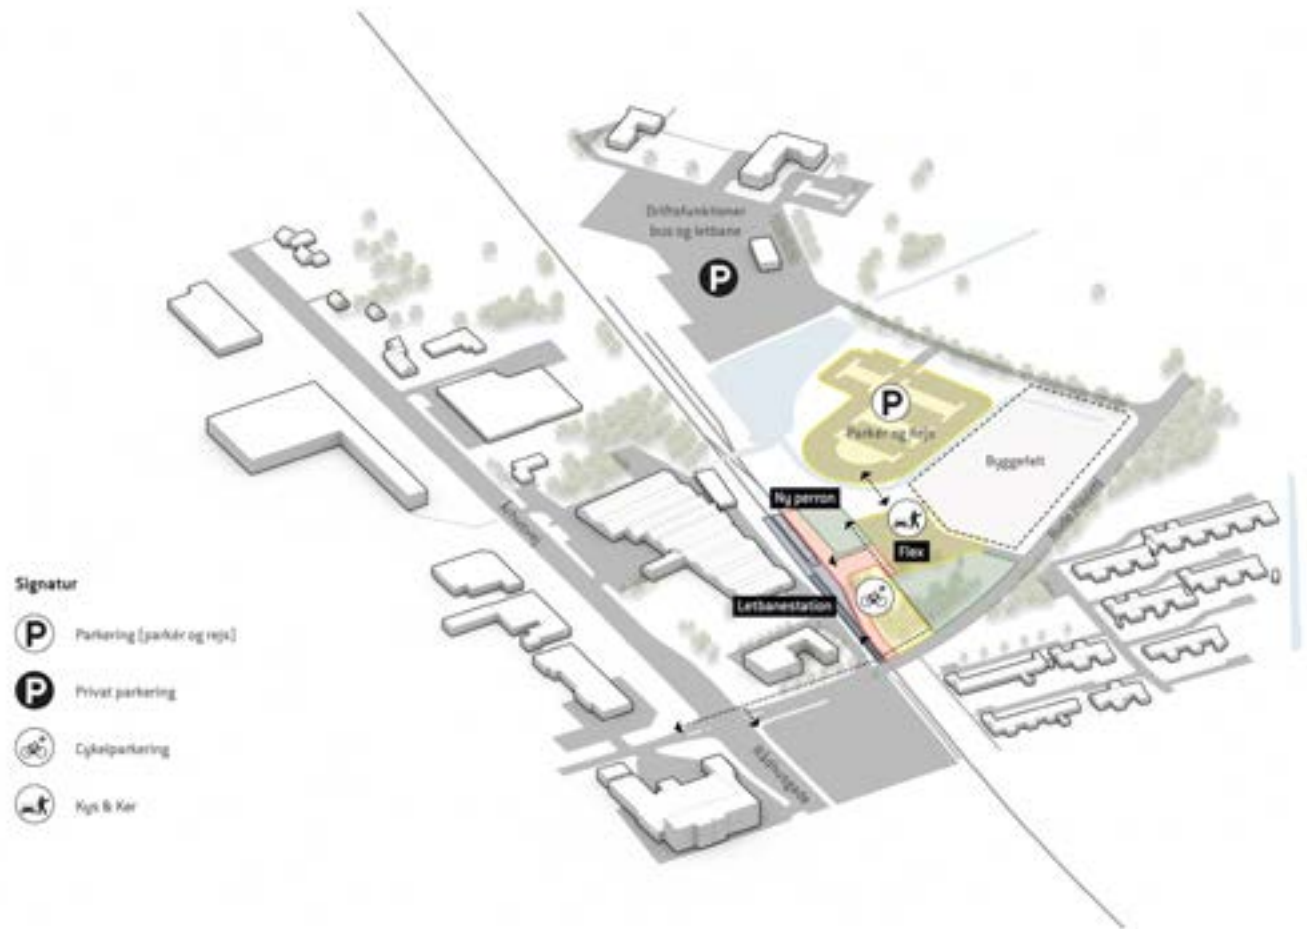 Driftsfunktioner
bus og letbane
P
P
Parkér og Rejs
Byggefelt
Ny perron
Flex
Letbanestation
Rådhusgade
Signatur
P Parkering [parkér og rejs]
P Privat parkering
Cykelparkering
Kys & Kør